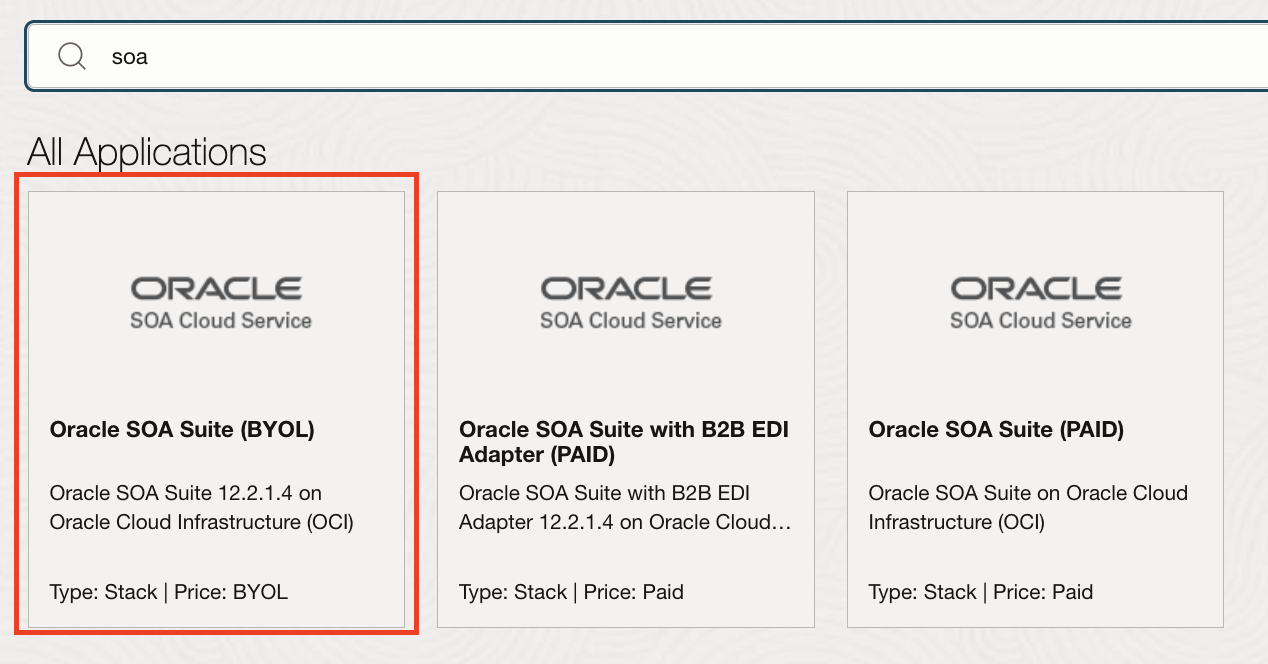 soa
All Applications
ORACLE
SOA Cloud Service
Oracle SOA Suite (BYOL)
Oracle SOA Suite 12.2.1.4 on
Oracle Cloud Infrastructure (OCI)
Type: Stack | Price: BYOL
ORACLE
SOA Cloud Service
Oracle SOA Suite with B2B EDI
Adapter (PAID)
Oracle SOA Suite with B2B EDI
Adapter 12.2.1.4 on Oracle Cloud...
Type: Stack | Price: Paid
ORACLE
SOA Cloud Service
Oracle SOA Suite (PAID)
Oracle SOA Suite on Oracle Cloud
Infrastructure (OCI)
Type: Stack | Price: Paid